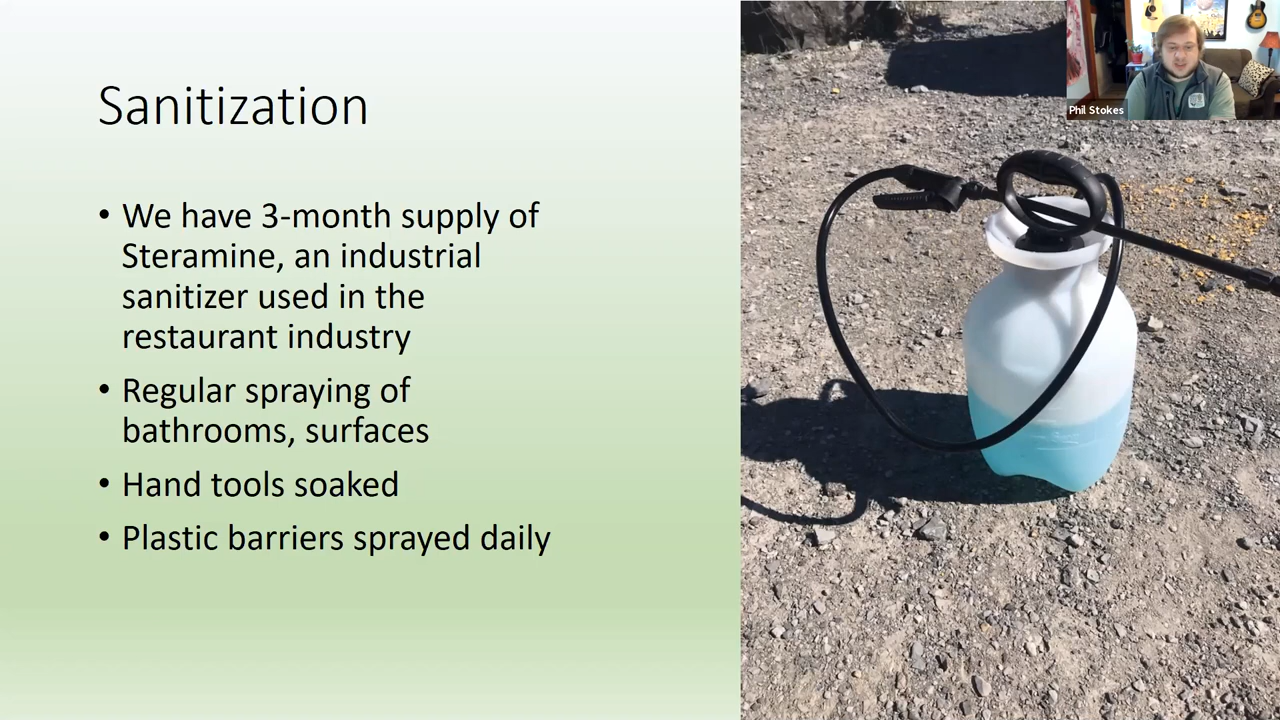 Sanitization
• We have 3-month supply of
Steramine, an industrial
sanitizer used in the
restaurant industry
• Regular spraying of
bathrooms, surfaces
• Hand tools soaked
• Plastic barriers sprayed daily
Phil Stokes